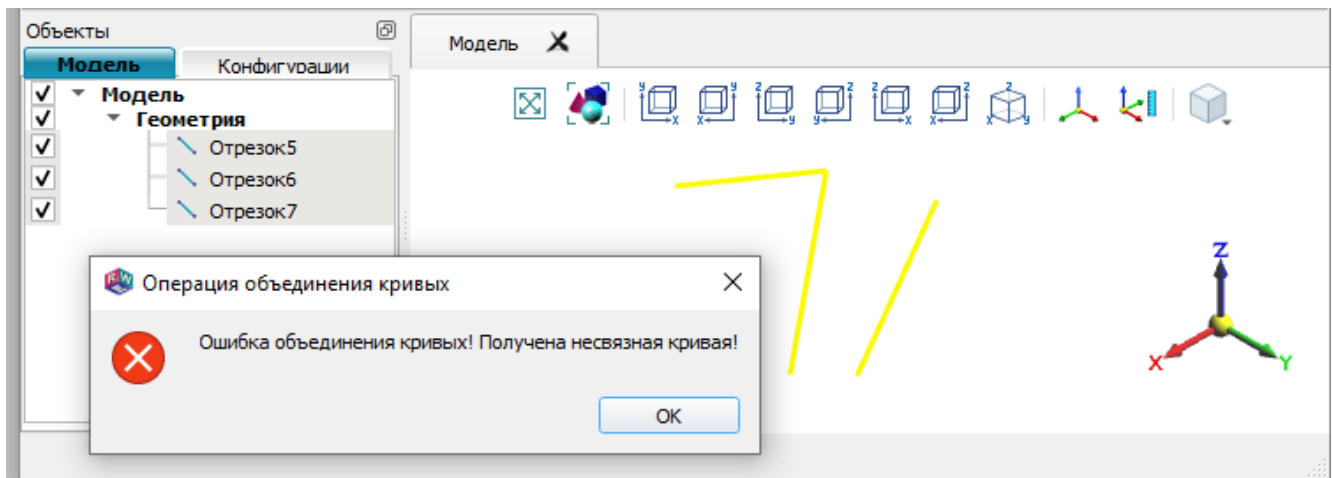 Объекты
Модель
Модель Конфигурации
Модель
Геометрия
Отрезок5
Отрезок6
Отрезок7
Операция объединения кривых
Ошибка объединения кривых! Получена несвязная кривая!
OK
y x
y x
z y
z y
z x
z x
z x y
Z
X
Y